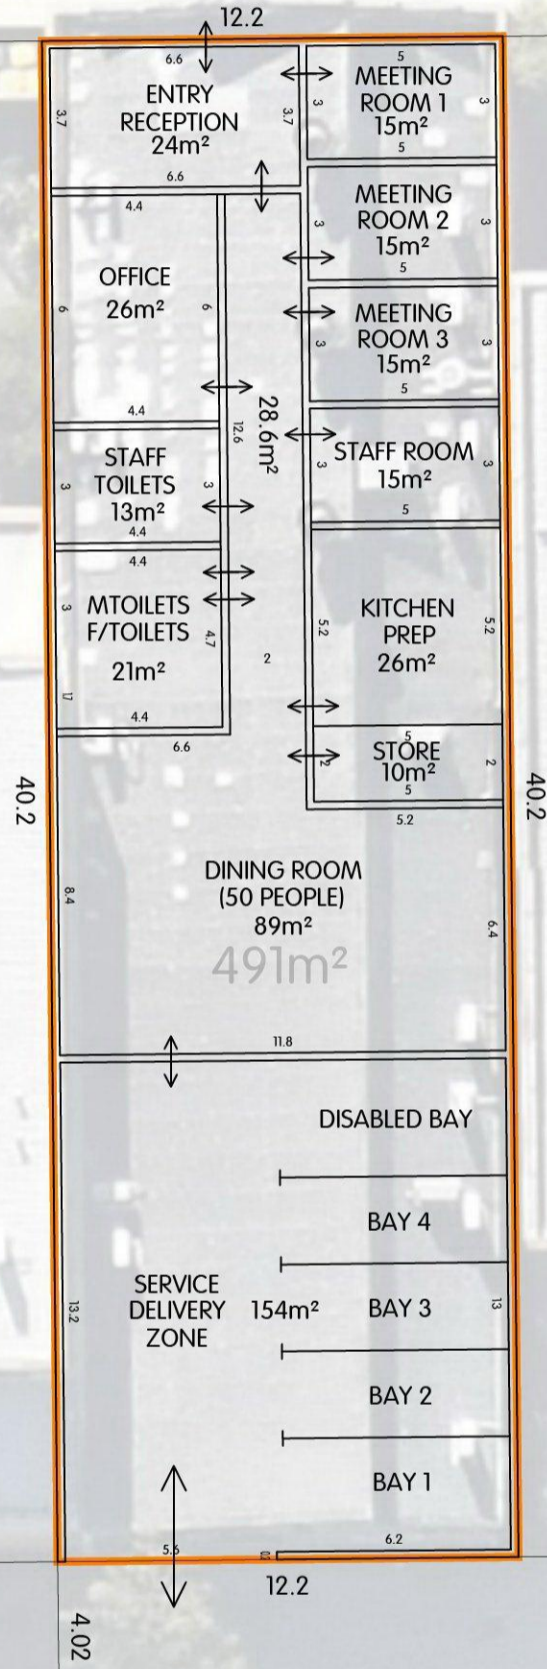 12.2
6.6
5
ENTRY
RECEPTION
24m²
3.7
3.7
6.6
MEETING
ROOM 1
15m²
3
3
5
4.4
MEETING
ROOM 2
15m²
3
3
5
OFFICE
26m²
6
6
4.4
MEETING
ROOM 3
15m²
3
3
5
28.6m²
12.6
STAFF
TOILETS
13m²
3
3
4.4
STAFF ROOM
15m²
3
3
5
4.4
MTOILETS
F/TOILETS
21m²
3
4.7
17
4.4
6.6
2
KITCHEN
PREP
26m²
5.2
5.2
5
STORE
10m²
2
2
5
5.2
40.2
40.2
DINING ROOM
(50 PEOPLE)
89m²
491m²
8.4
6.4
11.8
DISABLED BAY
BAY 4
SERVICE
DELIVERY
ZONE
154m²
13.2
BAY 3
13
BAY 2
BAY 1
6.2
12.2
4.02